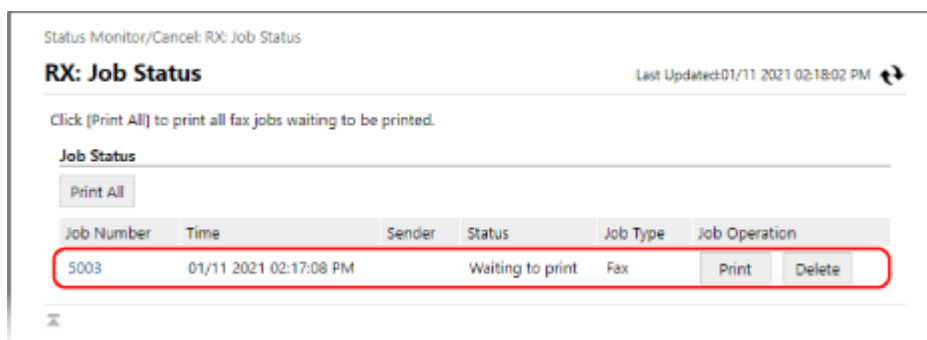 Status Monitor/Cancel: RX: Job Status
RX: Job Status Last Updated:01/11 2021 02:18:02 PM
Click [Print All] to print all fax jobs waiting to be printed.
Job Status
Print All
Job Number Time Sender Status Job Type Job Operation
5003 01/11 2021 02:17:08 PM Waiting to print Fax Print Delete